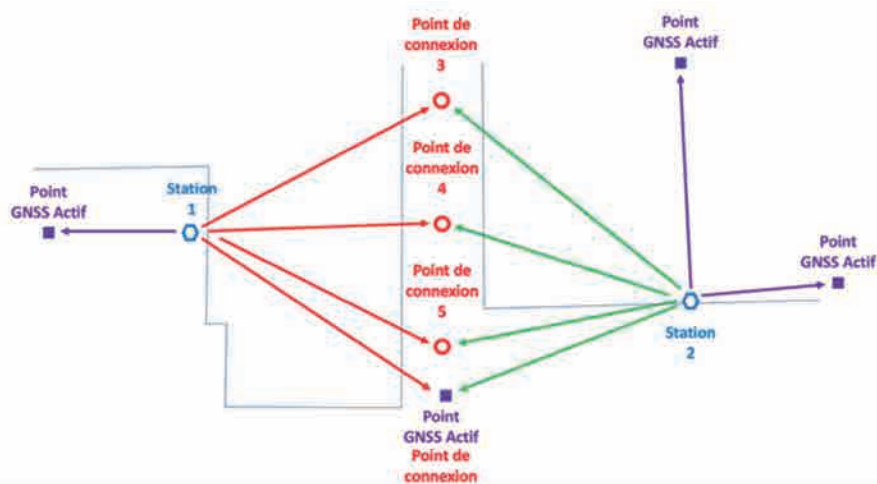 Point de
connexion
3
Point
GNSS Actif
Point de
connexion
4
Station
1
Point
GNSS Actif
Point
GNSS Actif
Point de
connexion
5
Station
2
Point
GNSS Actif
Point de
connexion